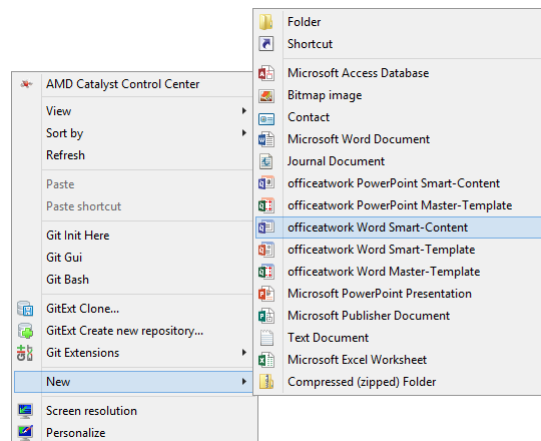 AMD Catalyst Control Center
View
Sort by
Refresh
Paste
Paste shortcut
Git Init Here
Git Gui
Git Bash
GitExt Clone...
GitExt Create new repository...
Git Extensions
New
Screen resolution
Personalize
Folder
Shortcut
Microsoft Access Database
Bitmap image
Contact
Microsoft Word Document
Journal Document
officeatwork PowerPoint Smart-Content
officeatwork PowerPoint Master-Template
officeatwork Word Smart-Content
officeatwork Word Smart-Template
officeatwork Word Master-Template
Microsoft PowerPoint Presentation
Microsoft Publisher Document
Text Document
Microsoft Excel Worksheet
Compressed (zipped) Folder